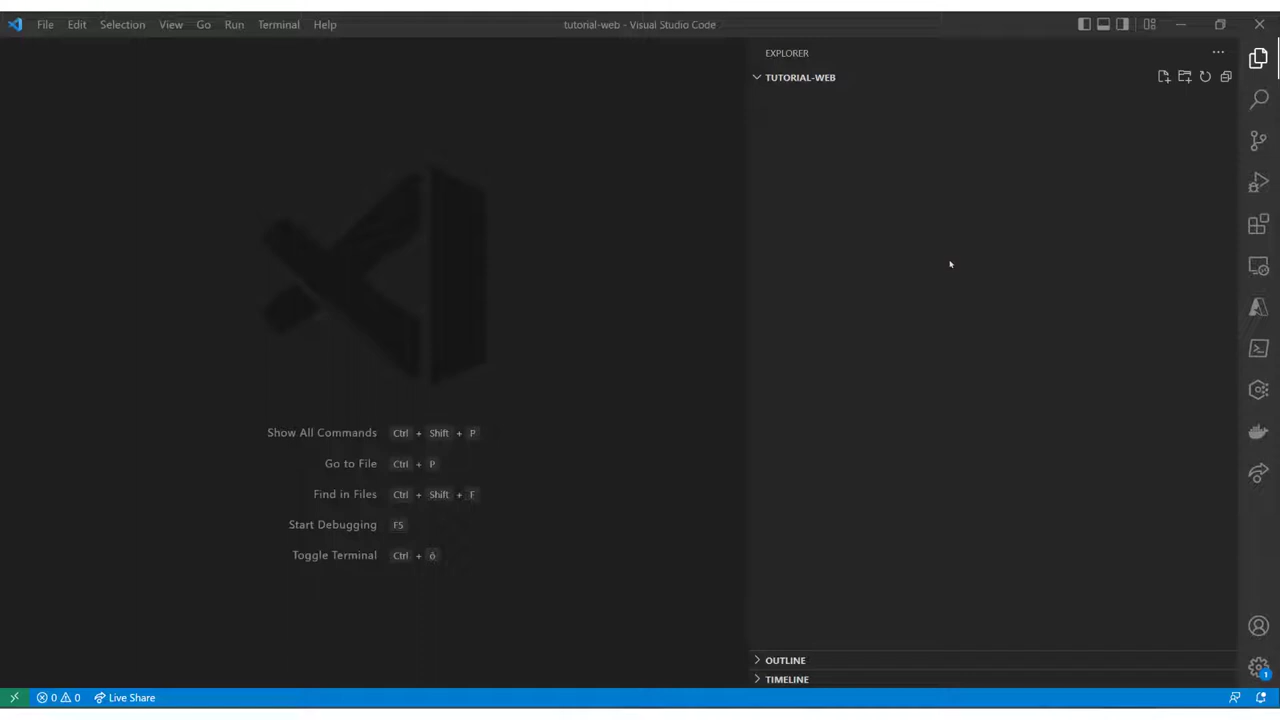 File Edit Selection View Go Run Terminal Help tutorial-web - Visual Studio Code
EXPLORER
TUTORIAL-WEB
Show All Commands Ctrl + Shift + P
Go to File Ctrl + P
Find in Files Ctrl + Shift + F
Start Debugging F5
Toggle Terminal Ctrl + ö
OUTLINE
TIMELINE
1
0 0 Live Share